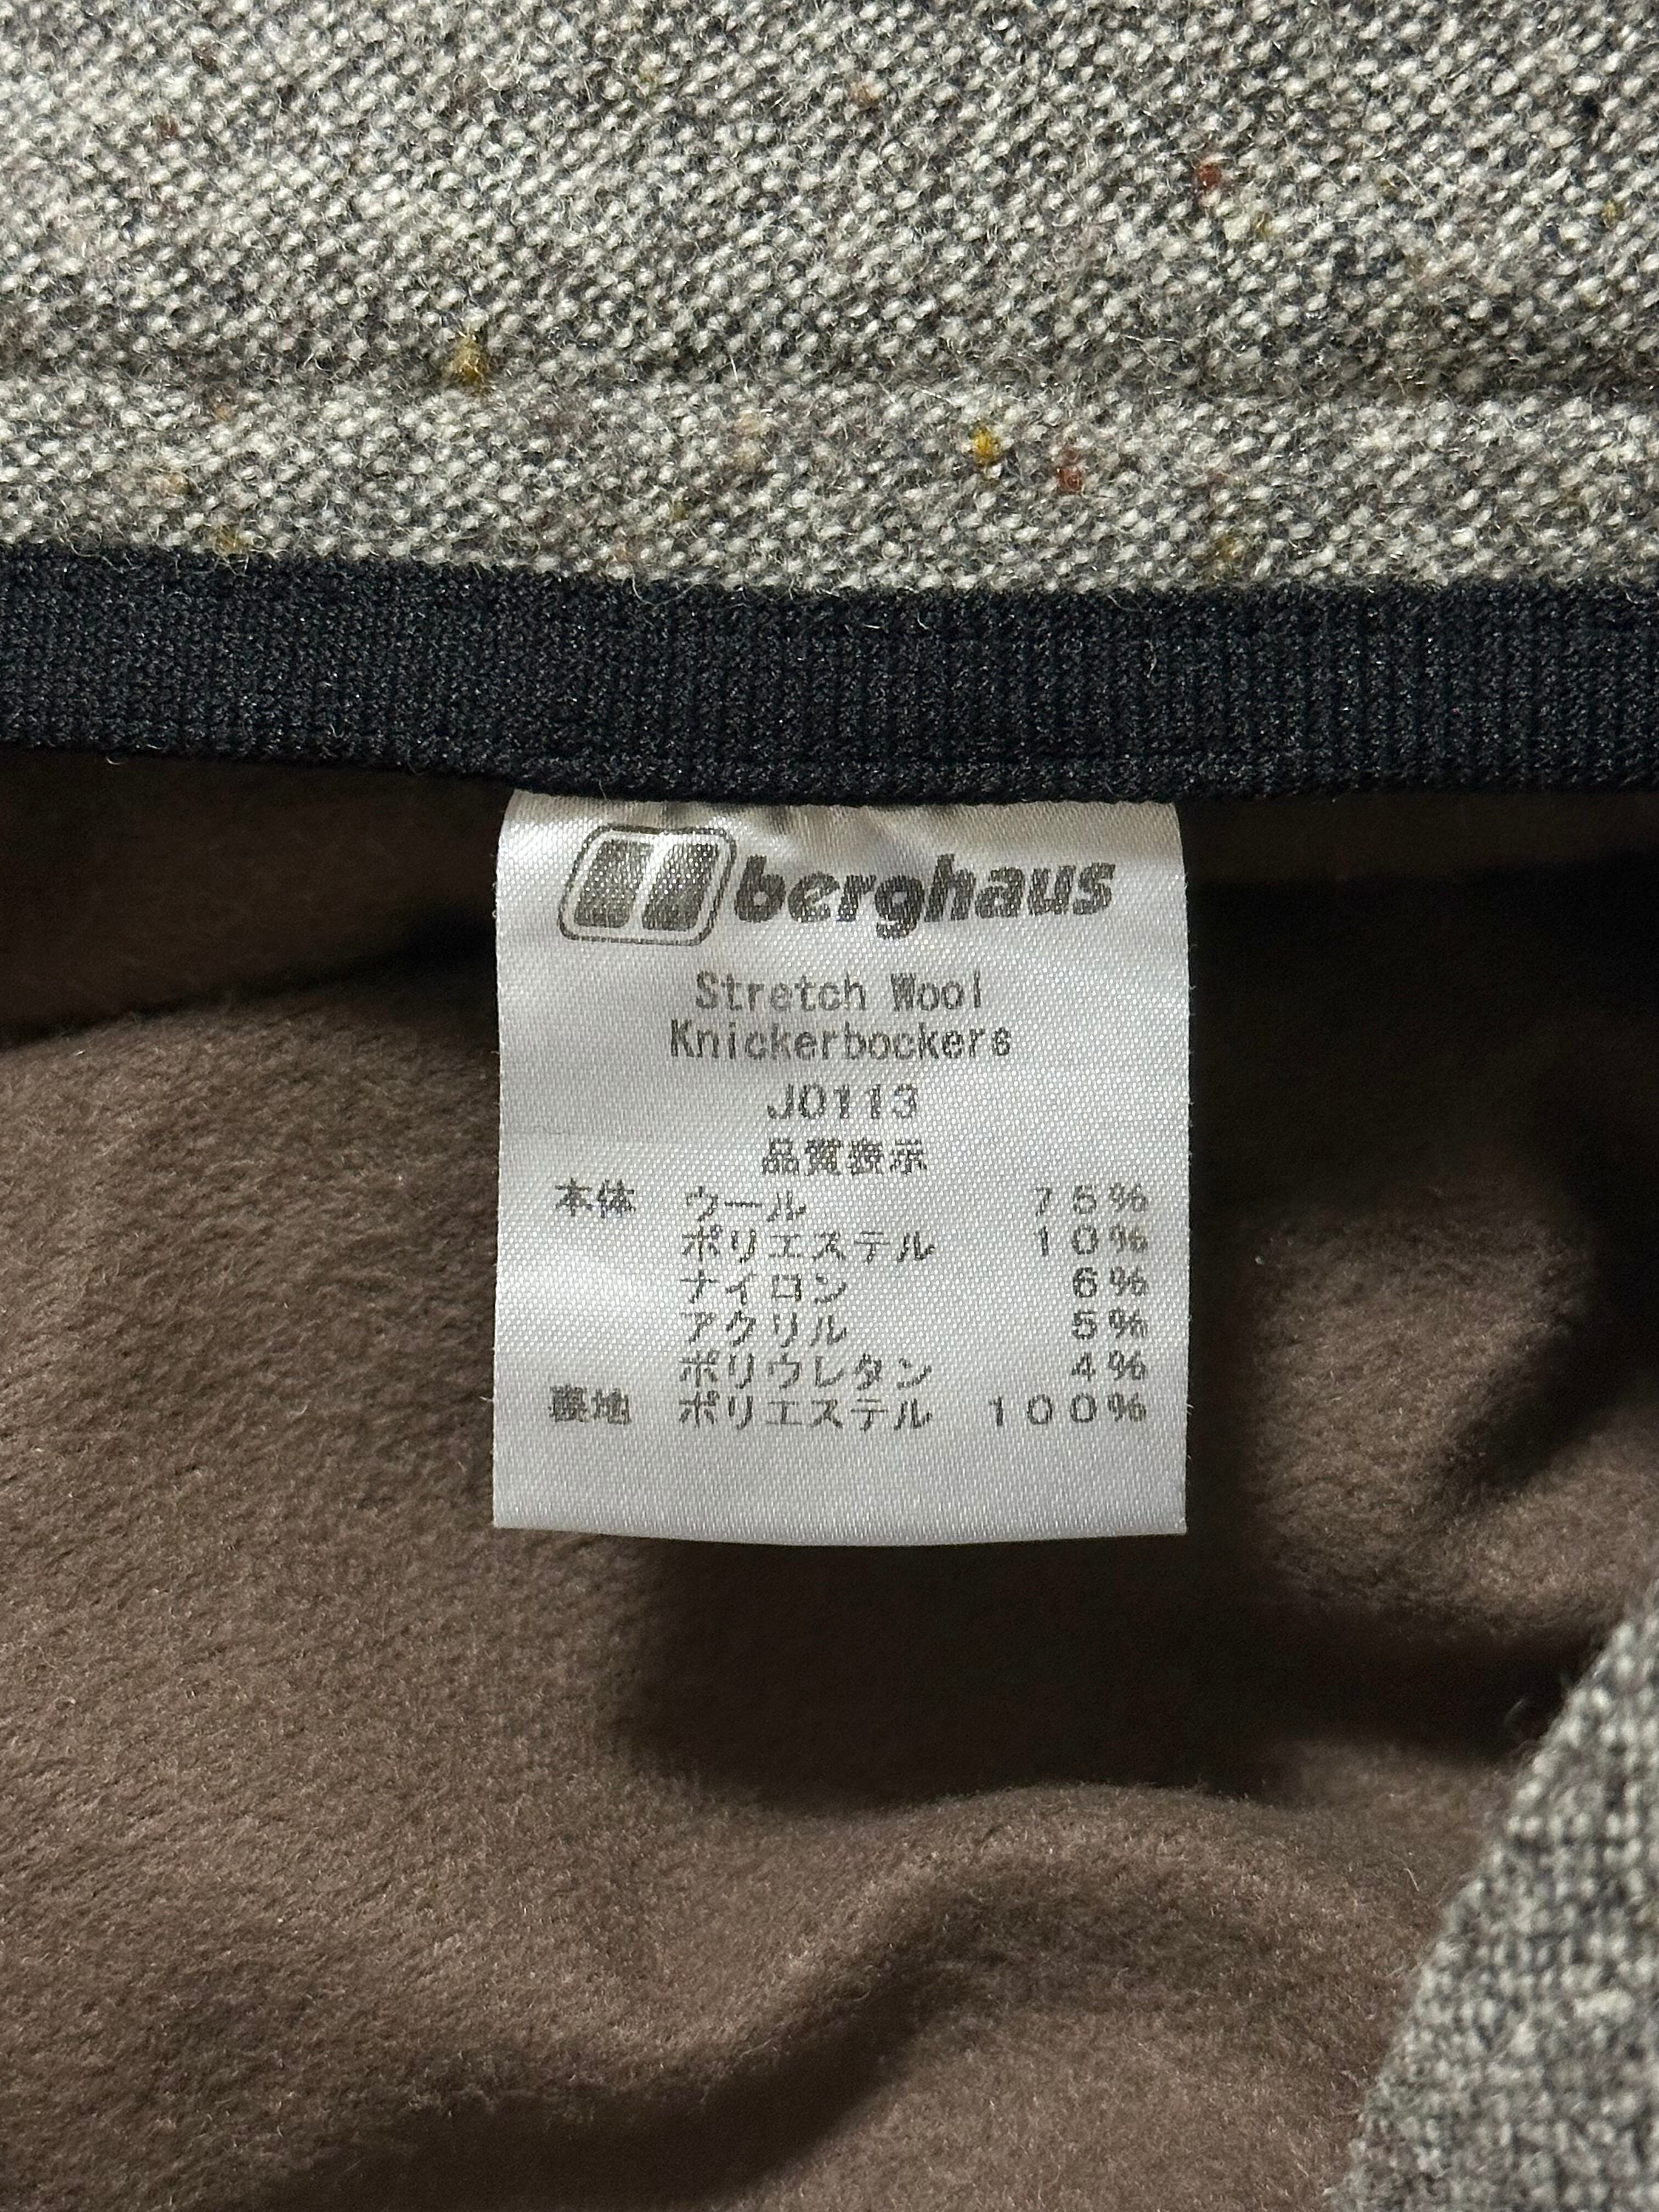 berghaus
Stretch Wool
Knickerbockers
J0113
品質表示
本体 ウール 75%
ポリエステル 10%
ナイロン 6%
アクリル 5%
ポリウレタン 4%
裏地 ポリエステル 100%